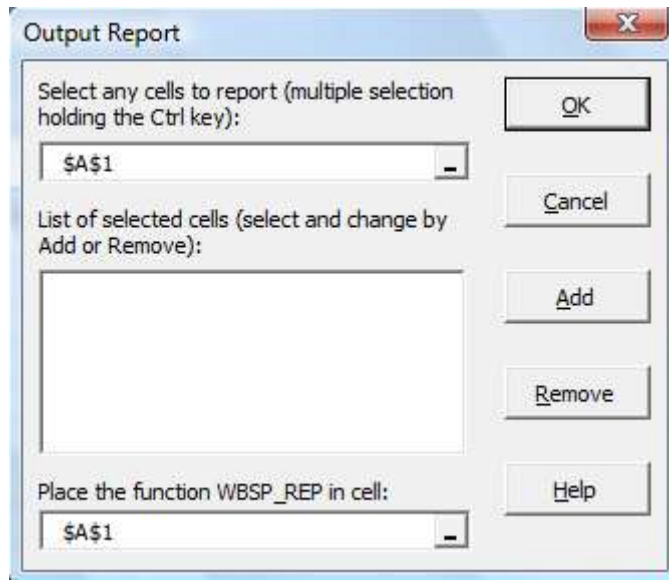 Output Report
Select any cells to report (multiple selection
holding the Ctrl key):
$A$1
List of selected cells (select and change by
Add or Remove):
Place the function WBSP_REP in cell:
$A$1
OK
Cancel
Add
Remove
Help